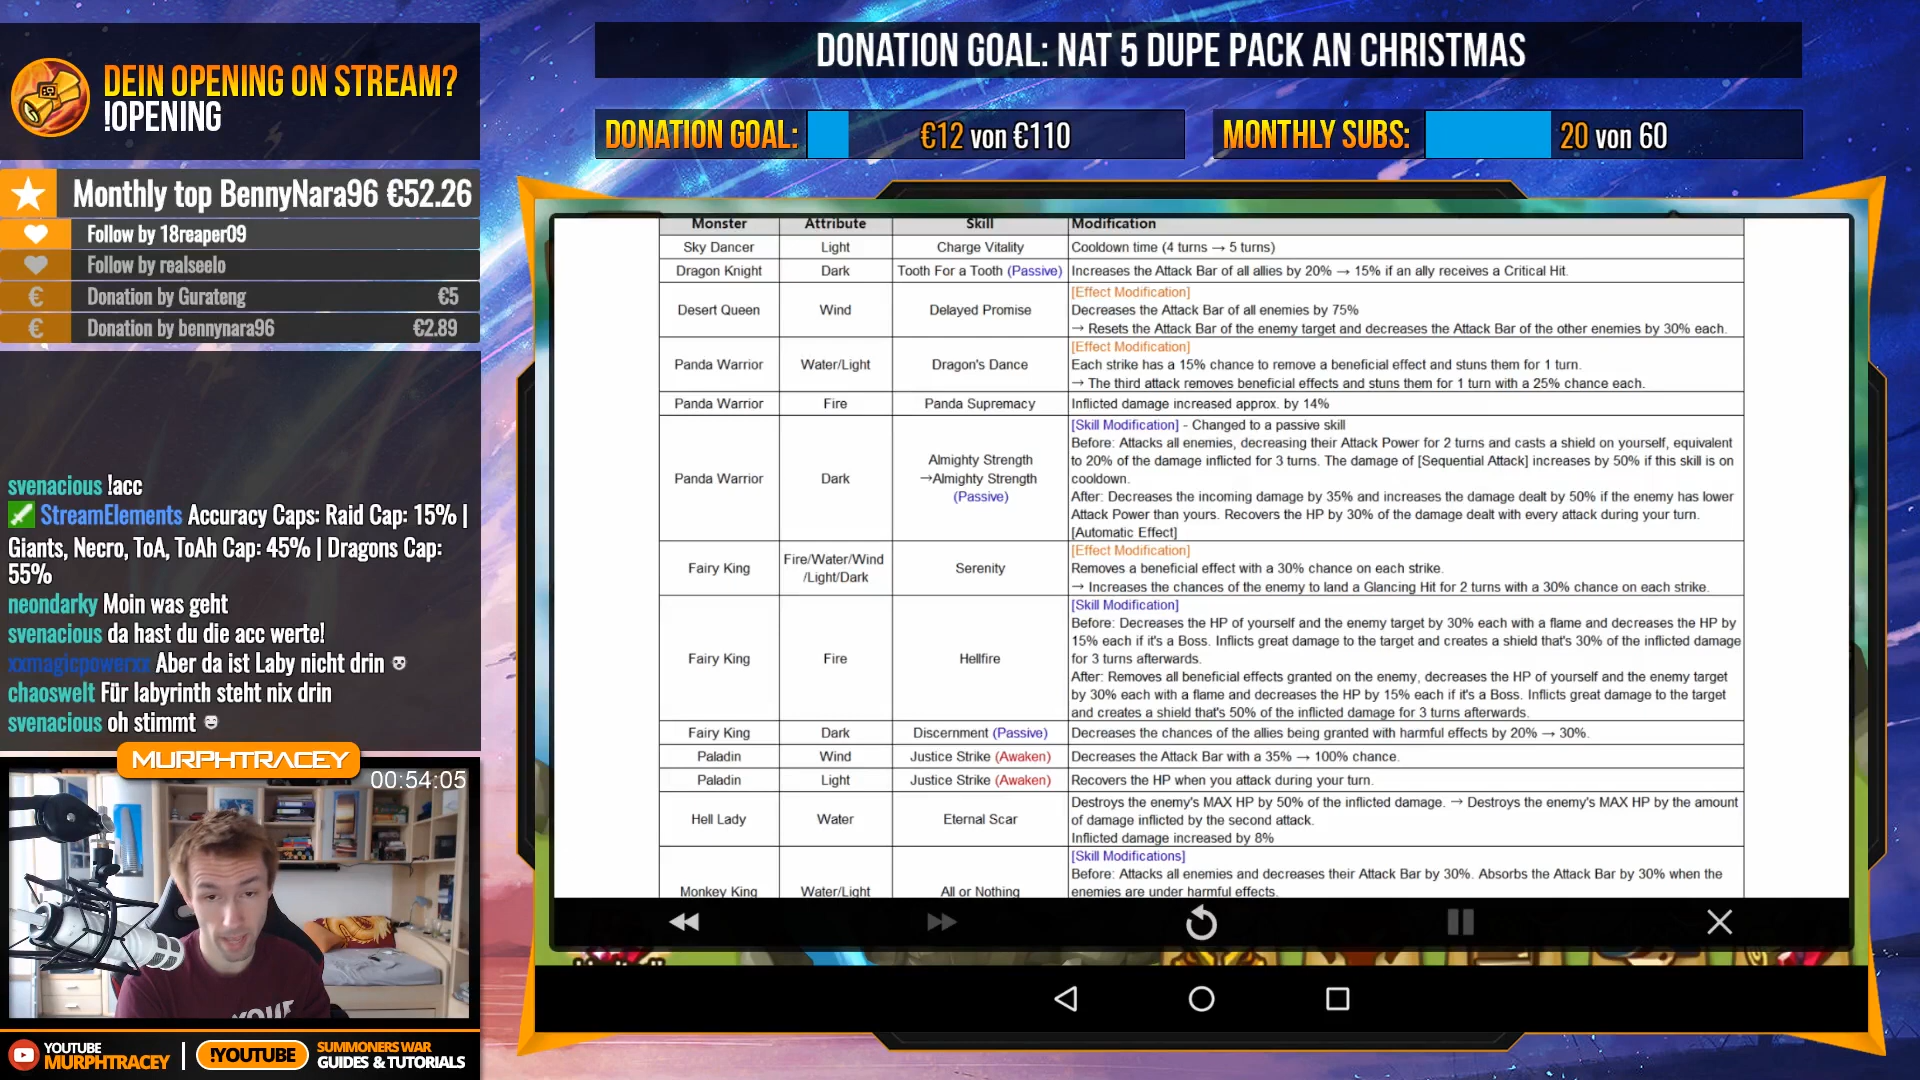 DEIN OPENING ON STREAM?
!OPENING
Monthly top BennyNara96 €52.26
Follow by 18reaper09
Follow by realseelo
€ Donation by Gurateng €5
€ Donation by bennynara96 €2.89
svenacious !acc
StreamElements Accuracy Caps: Raid Cap: 15% |
Giants, Necro, ToA, ToAh Cap: 45% | Dragons Cap:
55%
neondarky Moin was geht
svenacious da hast du die acc werte!
xxmagicpowerxx Aber da ist Laby nicht drin
chaoswelt Für labyrinth steht nix drin
svenacious oh stimmt
MURPHTRACEY
00:54:05
YOUTUBE
MURPHTRACEY
!YOUTUBE
SUMMONERS WAR
GUIDES & TUTORIALS
DONATION GOAL: NAT 5 DUPE PACK AN CHRISTMAS
DONATION GOAL: €12 von €110
MONTHLY SUBS: 20 von 60
Monster Attribute Skill Modification
Sky Dancer Light Charge Vitality Cooldown time (4 turns → 5 turns)
Dragon Knight Dark Tooth For a Tooth (Passive) Increases the Attack Bar of all allies by 20% → 15% if an ally receives a Critical Hit.
Desert Queen Wind Delayed Promise [Effect Modification]
Decreases the Attack Bar of all enemies by 75%
→ Resets the Attack Bar of the enemy target and decreases the Attack Bar of the other enemies by 30% each.
Panda Warrior Water/Light Dragon's Dance [Effect Modification]
Each strike has a 15% chance to remove a beneficial effect and stuns them for 1 turn.
→ The third attack removes beneficial effects and stuns them for 1 turn with a 25% chance each.
Panda Warrior Fire Panda Supremacy Inflicted damage increased approx. by 14%
Panda Warrior Dark Almighty Strength
→Almighty Strength
(Passive)
[Skill Modification] - Changed to a passive skill
Before: Attacks all enemies, decreasing their Attack Power for 2 turns and casts a shield on yourself, equivalent
to 20% of the damage inflicted for 3 turns. The damage of [Sequential Attack] increases by 50% if this skill is on
cooldown.
After: Decreases the incoming damage by 35% and increases the damage dealt by 50% if the enemy has lower
Attack Power than yours. Recovers the HP by 30% of the damage dealt with every attack during your turn.
[Automatic Effect]
Fairy King Fire/Water/Wind
/Light/Dark
Serenity [Effect Modification]
Removes a beneficial effect with a 30% chance on each strike.
→ Increases the chances of the enemy to land a Glancing Hit for 2 turns with a 30% chance on each strike.
Fairy King Fire Hellfire [Skill Modification]
Before: Decreases the HP of yourself and the enemy target by 30% each with a flame and decreases the HP by
15% each if it's a Boss. Inflicts great damage to the target and creates a shield that's 30% of the inflicted damage
for 3 turns afterwards.
After: Removes all beneficial effects granted on the enemy, decreases the HP of yourself and the enemy target
by 30% each with a flame and decreases the HP by 15% each if it's a Boss. Inflicts great damage to the target
and creates a shield that's 50% of the inflicted damage for 3 turns afterwards.
Fairy King Dark Discernment (Passive) Decreases the chances of the allies being granted with harmful effects by 20% → 30%.
Paladin Wind Justice Strike (Awaken) Decreases the Attack Bar with a 35% → 100% chance.
Paladin Light Justice Strike (Awaken) Recovers the HP when you attack during your turn.
Hell Lady Water Eternal Scar Destroys the enemy's MAX HP by 50% of the inflicted damage. → Destroys the enemy's MAX HP by the amount
of damage inflicted by the second attack.
Inflicted damage increased by 8%
Monkey King Water/Light All or Nothing [Skill Modifications]
Before: Attacks all enemies and decreases their Attack Bar by 30%. Absorbs the Attack Bar by 30% when the
enemies are under harmful effects.